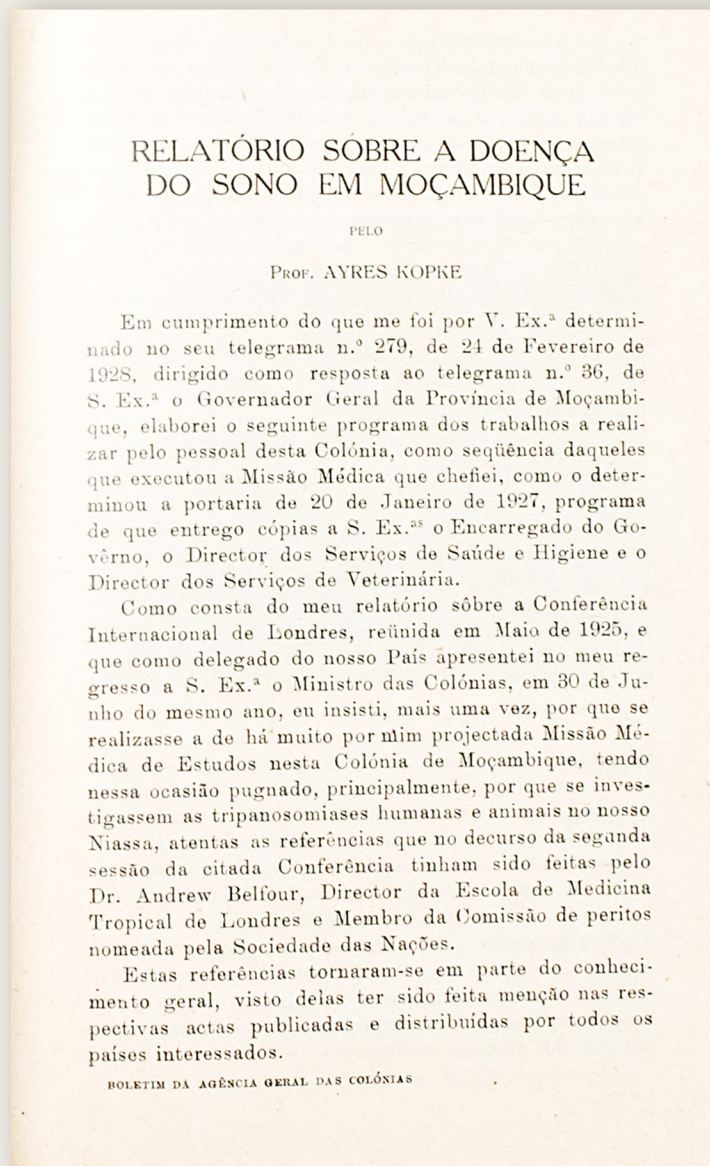 RELATÓRIO SÔBRE A DOENÇA
DO SONO EM MOÇAMBIQUE
PELO
PROF. AYRES KOPKE
Em cumprimento do que me foi por V. Ex.ª determi-
nado no seu telegrama n.º 279, de 24 de Fevereiro de
1928, dirigido como resposta ao telegrama n.º 36, de
S. Ex.ª o Governador Geral da Província de Moçambi-
que, elaborei o seguinte programa dos trabalhos a reali-
zar pelo pessoal desta Colónia, como seqüência daqueles
que executou a Missão Médica que chefiei, como o deter-
minou a portaria de 20 de Janeiro de 1927, programa
de que entrego cópias a S. Ex.ªˢ o Encarregado do Go-
vêrno, o Director dos Serviços de Saúde e Higiene e o
Director dos Serviços de Veterinária.
Como consta do meu relatório sôbre a Conferência
Internacional de Londres, reünida em Maio de 1925, e
que como delegado do nosso País apresentei no meu re-
gresso a S. Ex.ª o Ministro das Colónias, em 30 de Ju-
nho do mesmo ano, eu insisti, mais uma vez, por que se
realizasse a de há muito por mim projectada Missão Mé-
dica de Estudos nesta Colónia de Moçambique, tendo
nessa ocasião pugnado, principalmente, por que se inves-
tigassem as tripanosomiases humanas e animais no nosso
Niassa, atentas as referências que no decurso da segunda
sessão da citada Conferência tinham sido feitas pelo
Dr. Andrew Belfour, Director da Escola de Medicina
Tropical de Londres e Membro da Comissão de peritos
nomeada pela Sociedade das Nações.
Estas referências tornaram-se em parte do conheci-
mento geral, visto delas ter sido feita menção nas res-
pectivas actas publicadas e distribuídas por todos os
países interessados.
BOLETIM DA AGÊNCIA GERAL DAS COLÓNIAS